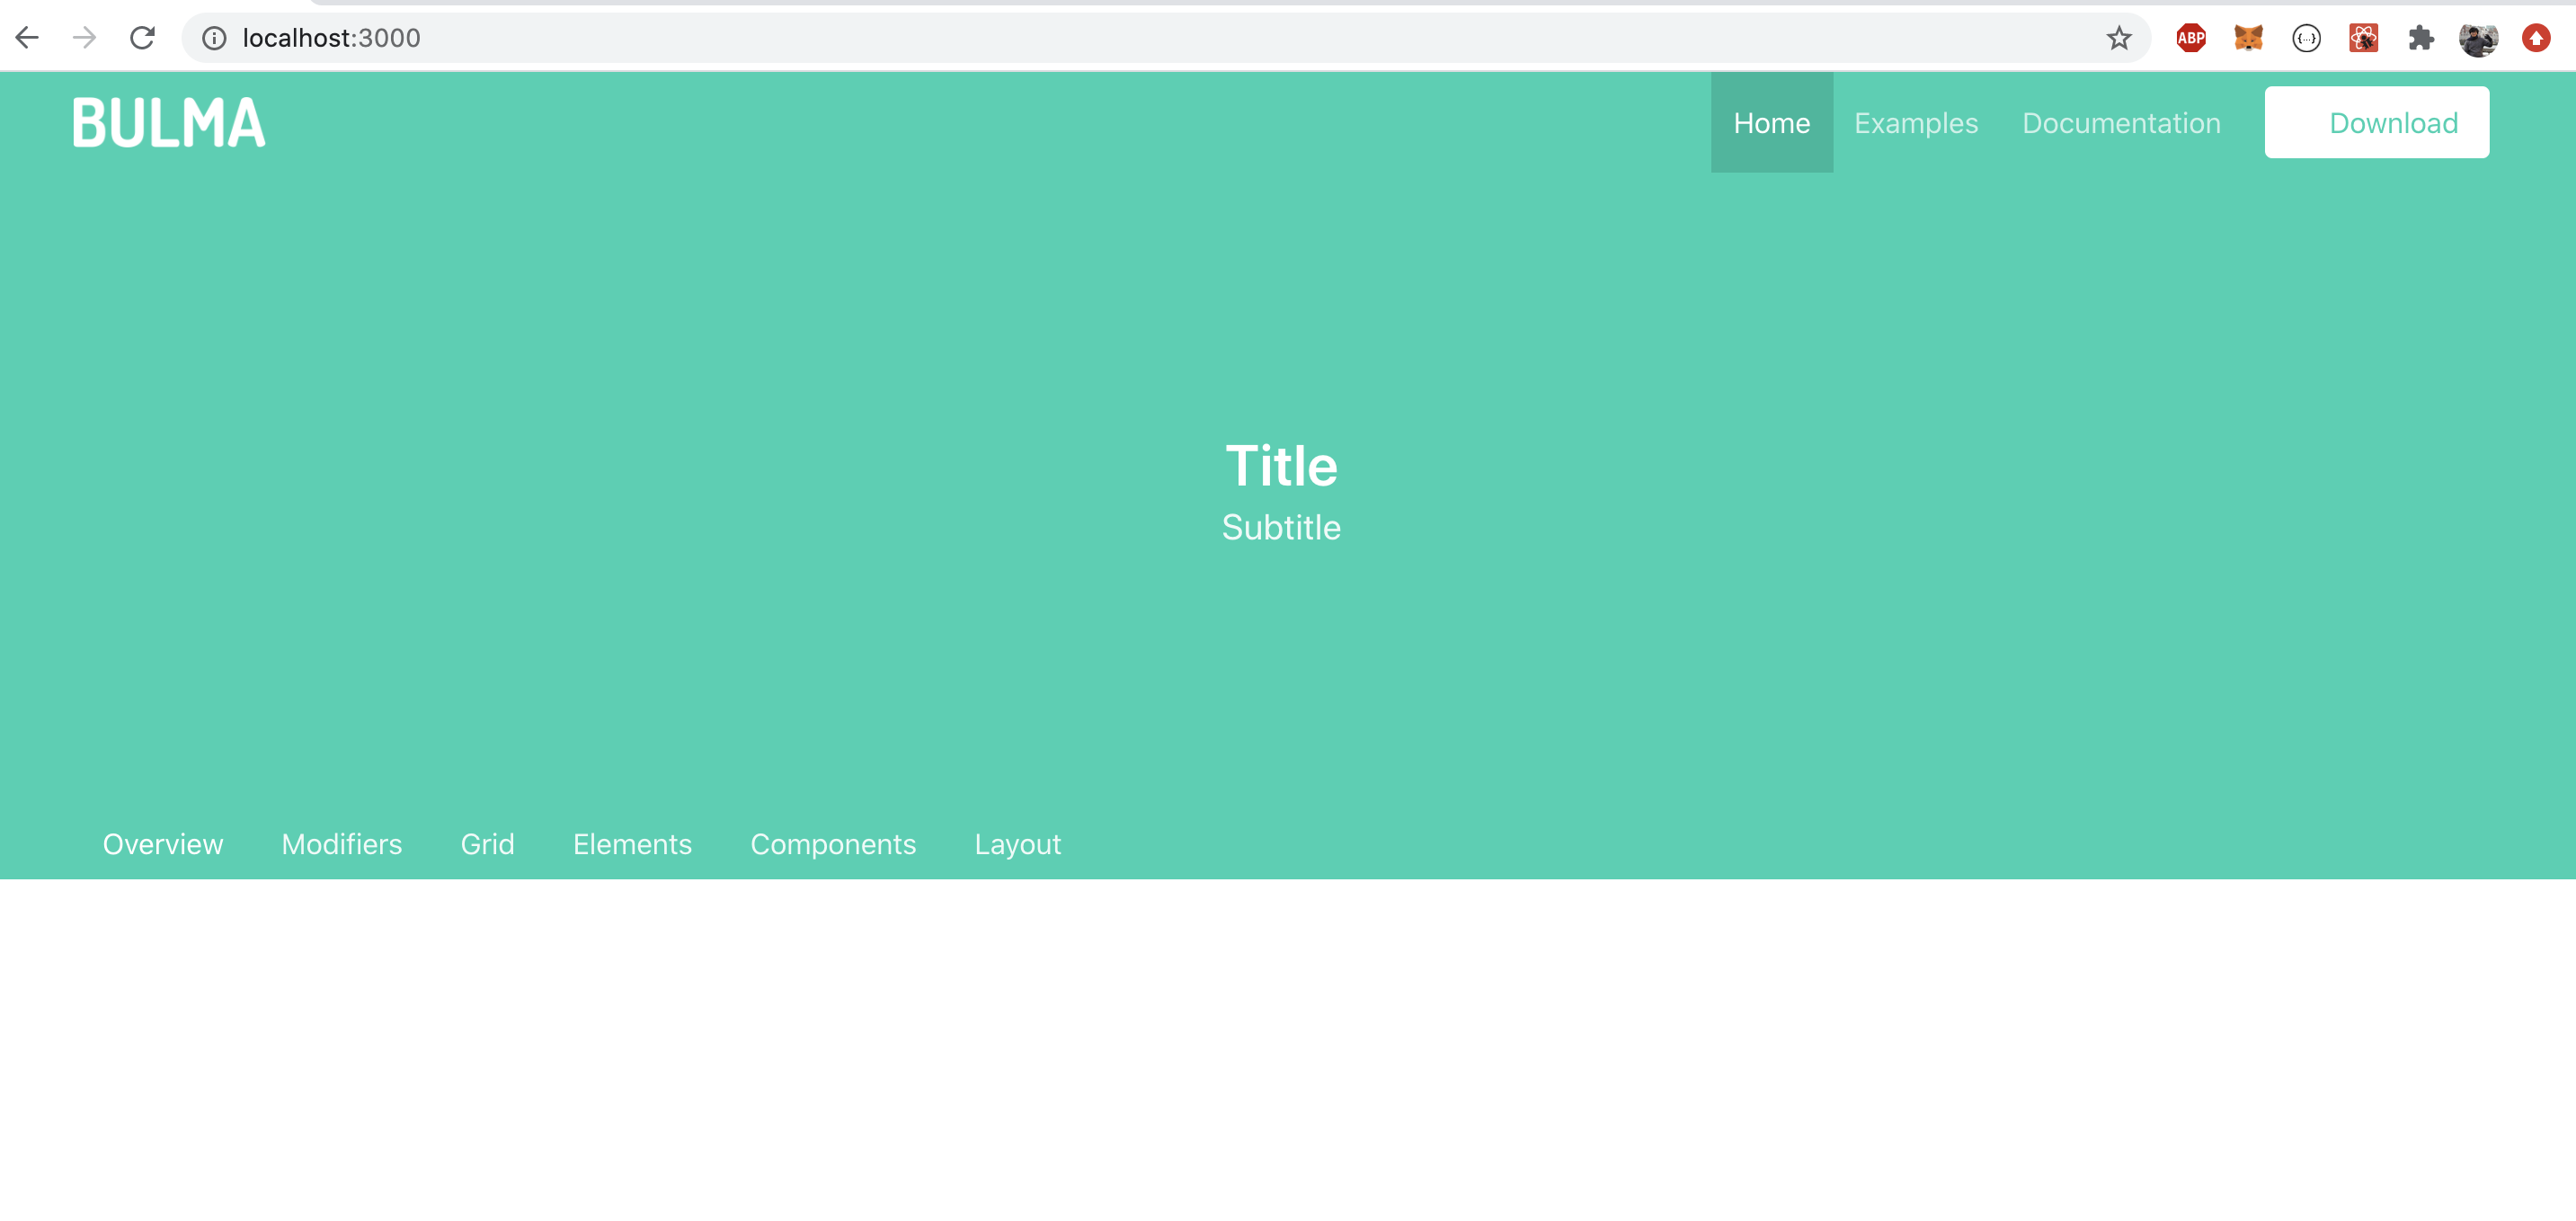 localhost:3000
ABP
BULMA
Home Examples Documentation Download
Title
Subtitle
Overview Modifiers Grid Elements Components Layout